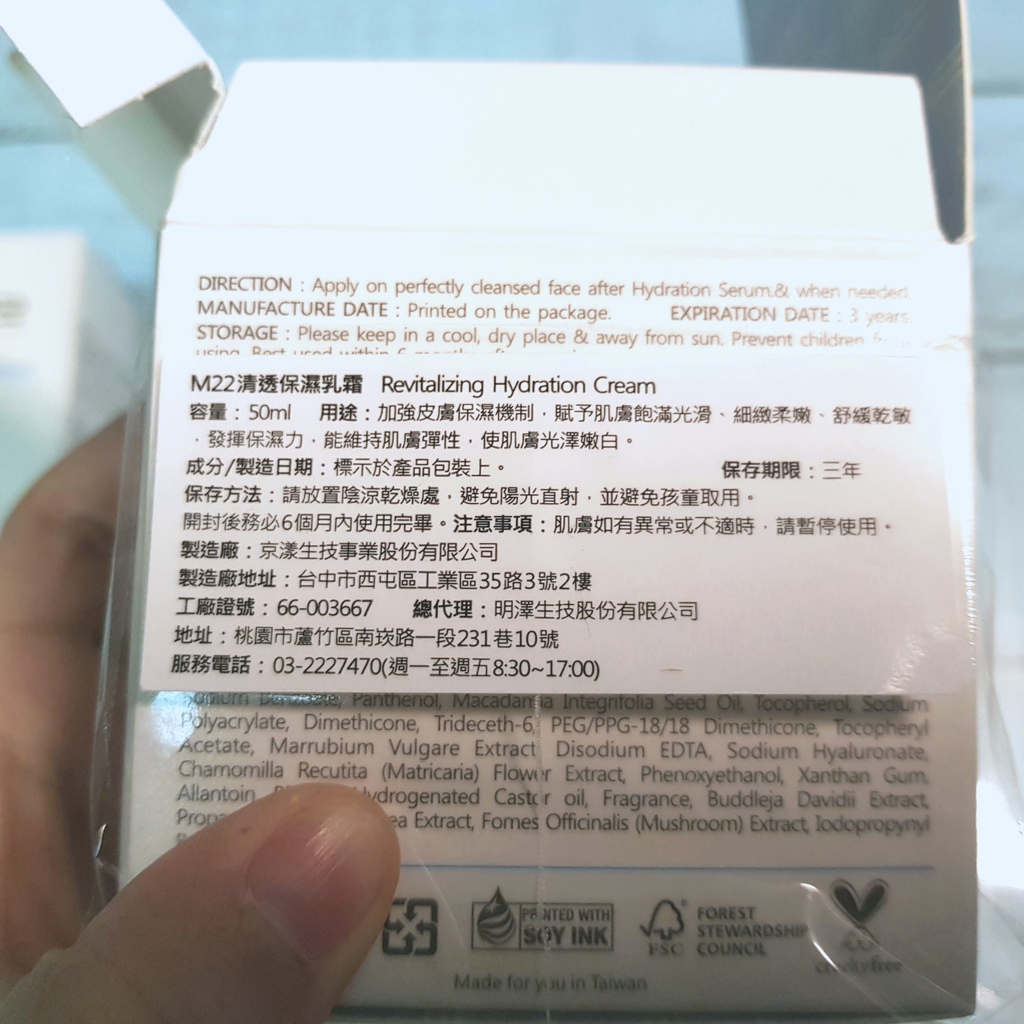 DIRECTION : Apply on perfectly cleansed face after Hydration Serum.& when needed.
MANUFACTURE DATE : Printed on the package. EXPIRATION DATE : 3 years.
STORAGE : Please keep in a cool, dry place & away from sun. Prevent children
using. Best used within 6
M22清透保濕乳霜 Revitalizing Hydration Cream
容量：50ml 用途：加強皮膚保濕機制，賦予肌膚飽滿光滑、細緻柔嫩、舒緩乾敏
，發揮保濕力，能維持肌膚彈性，使肌膚光澤嫩白。
成分/製造日期：標示於產品包裝上。 保存期限：三年
保存方法：請放置陰涼乾燥處，避免陽光直射，並避免孩童取用。
開封後務必6個月內使用完畢。注意事項：肌膚如有異常或不適時，請暫停使用。
製造廠：京漾生技事業股份有限公司
製造廠地址：台中市西屯區工業區35路3號2樓
工廠證號：66-003667 總代理：明澤生技股份有限公司
地址：桃園市蘆竹區南崁路一段231巷10號
服務電話：03-2227470(週一至週五8:30~17:00)
Sodium Benzoate, Panthenol, Macadamia Integrifolia Seed Oil, Tocopherol, Sodium
Polyacrylate, Dimethicone, Trideceth-6, PEG/PPG-18/18 Dimethicone, Tocopheryl
Acetate, Marrubium Vulgare Extract, Disodium EDTA, Sodium Hyaluronate,
Chamomilla Recutita (Matricaria) Flower Extract, Phenoxyethanol, Xanthan Gum,
Allantoin, Hydrogenated Castor oil, Fragrance, Buddleja Davidii Extract,
Extract, Fomes Officinalis (Mushroom) Extract, Iodopropynyl
PRINTED WITH
SOY INK
FSC
FOREST
STEWARDSHIP
COUNCIL
crueltyfree
Made for you in Taiwan